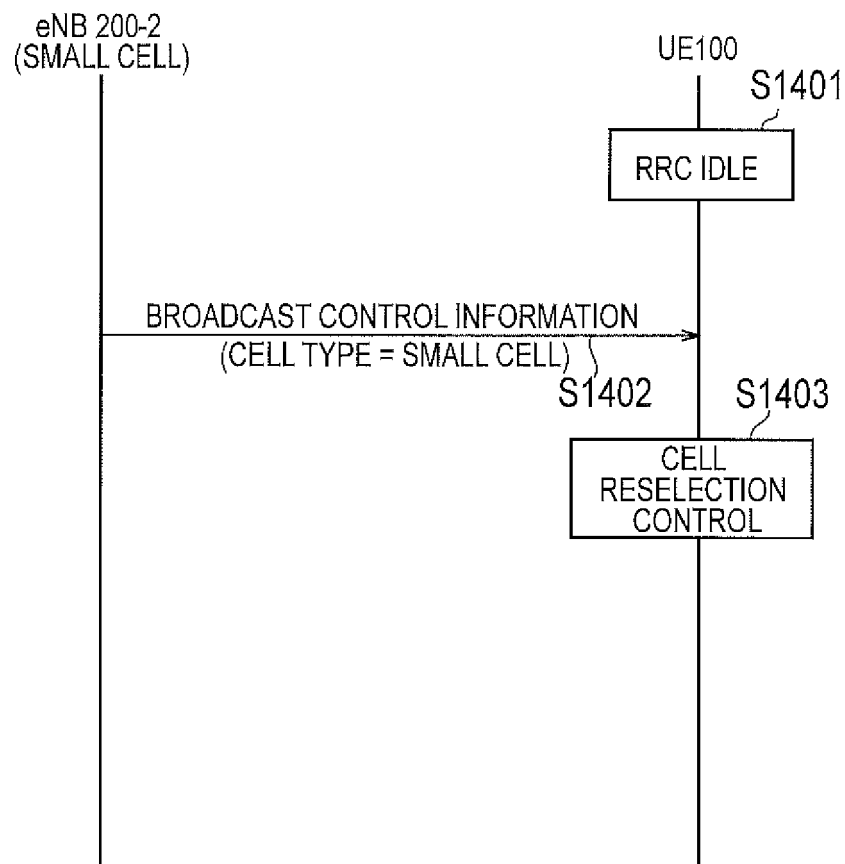 eNB 200-2
(SMALL CELL)
UE100
S1401
RRC IDLE
BROADCAST CONTROL INFORMATION
(CELL TYPE = SMALL CELL)
S1402
S1403
CELL
RESELECTION
CONTROL